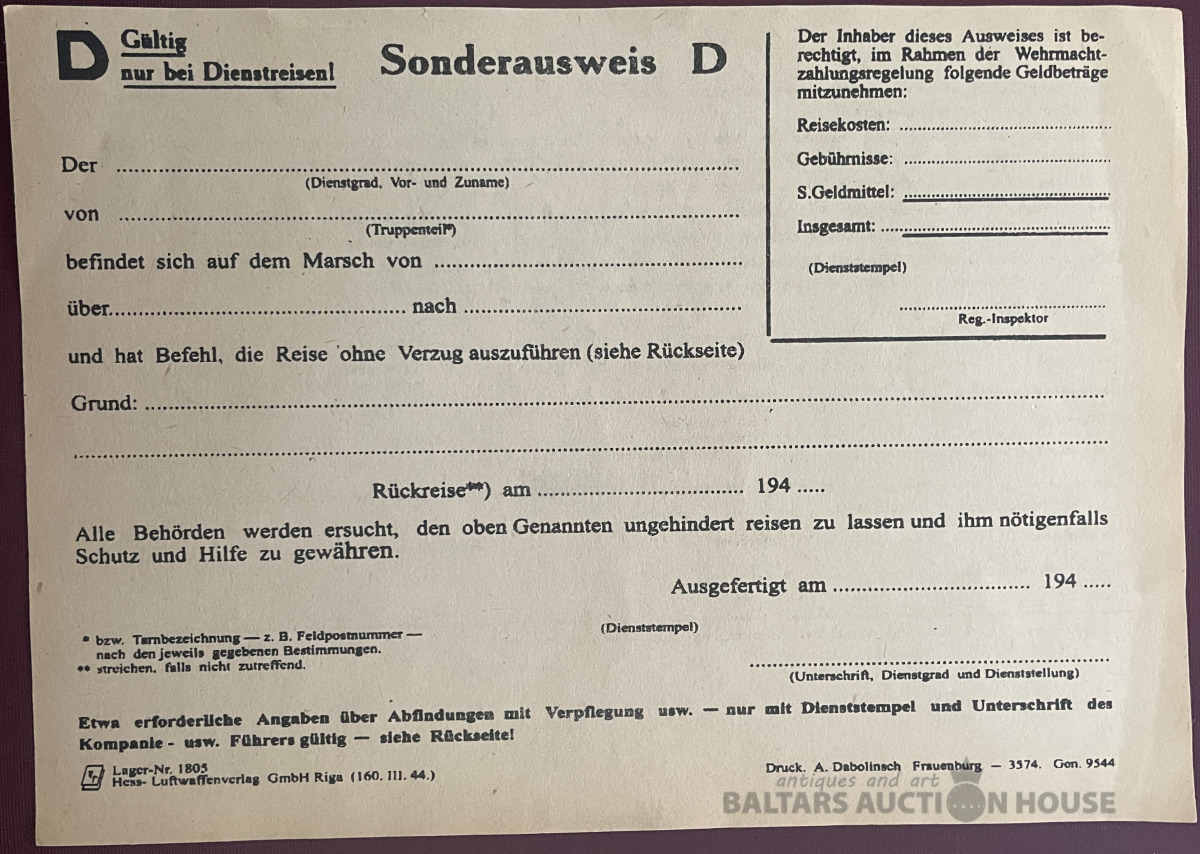 D Gültig
nur bei Dienstreisen!
Sonderausweis D
Der Inhaber dieses Ausweises ist be-
rechtigt, im Rahmen der Wehrmacht-
zahlungsregelung folgende Geldbeträge
mitzunehmen:
Reisekosten: ........................................
Gebührnisse: ........................................
S.Geldmittel: ........................................
Insgesamt: ........................................
(Dienststempel)
........................................
Reg.-Inspektor
Der ........................................
(Dienstgrad, Vor- und Zuname)
von ........................................
(Truppenteil*)
befindet sich auf dem Marsch von ........................................
über........................................ nach ........................................
und hat Befehl, die Reise ohne Verzug auszuführen (siehe Rückseite)
Grund: ........................................
........................................
Rückreise**) am ........................................ 194 .....
Alle Behörden werden ersucht, den oben Genannten ungehindert reisen zu lassen und ihm nötigenfalls
Schutz und Hilfe zu gewähren.
Ausgefertigt am ........................................ 194 .....
(Dienststempel)
* bzw. Tarnbezeichnung — z. B. Feldpostnummer —
nach den jeweils gegebenen Bestimmungen.
** streichen, falls nicht zutreffend.
........................................
(Unterschrift, Dienstgrad und Dienststellung)
Etwa erforderliche Angaben über Abfindungen mit Verpflegung usw. — nur mit Dienststempel und Unterschrift des
Kompanie - usw. Führers gültig — siehe Rückseite!
Lager-Nr. 1805
Hess- Luftwaffenverlag GmbH Riga (160. III. 44.)
Druck. A. Dabolinsch Frauenburg — 3574. Gon. 9544
antiques and art
BALTARS AUCTION HOUSE